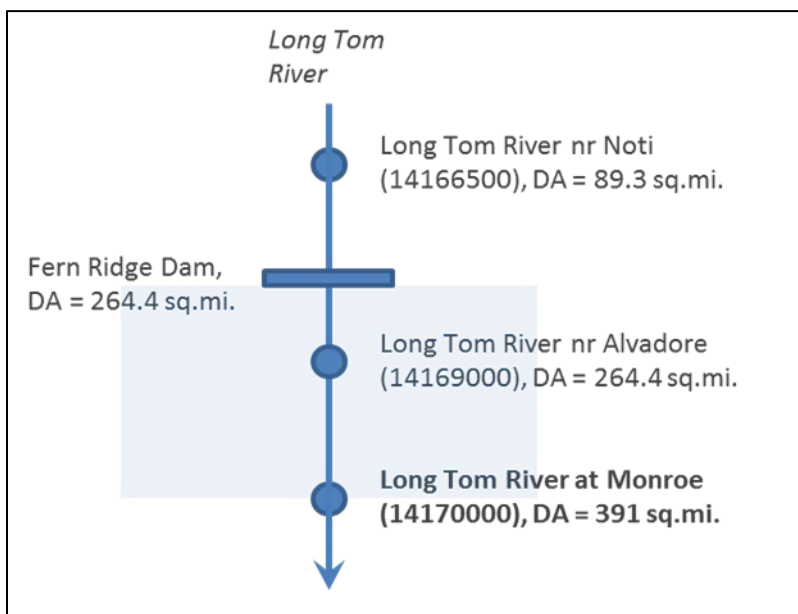 Long Tom
River
Long Tom River nr Noti
(14166500), DA = 89.3 sq.mi.
Fern Ridge Dam,
DA = 264.4 sq.mi.
Long Tom River nr Alvadore
(14169000), DA = 264.4 sq.mi.
Long Tom River at Monroe
(14170000), DA = 391 sq.mi.